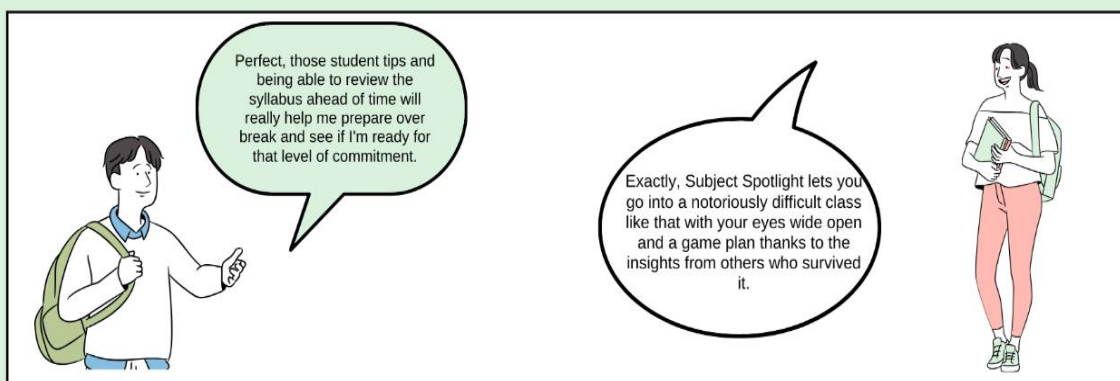 Perfect, those student tips and
being able to review the
syllabus ahead of time will
really help me prepare over
break and see if I'm ready for
that level of commitment.
Exactly, Subject Spotlight lets you
go into a notoriously difficult class
like that with your eyes wide open
and a game plan thanks to the
insights from others who survived
it.